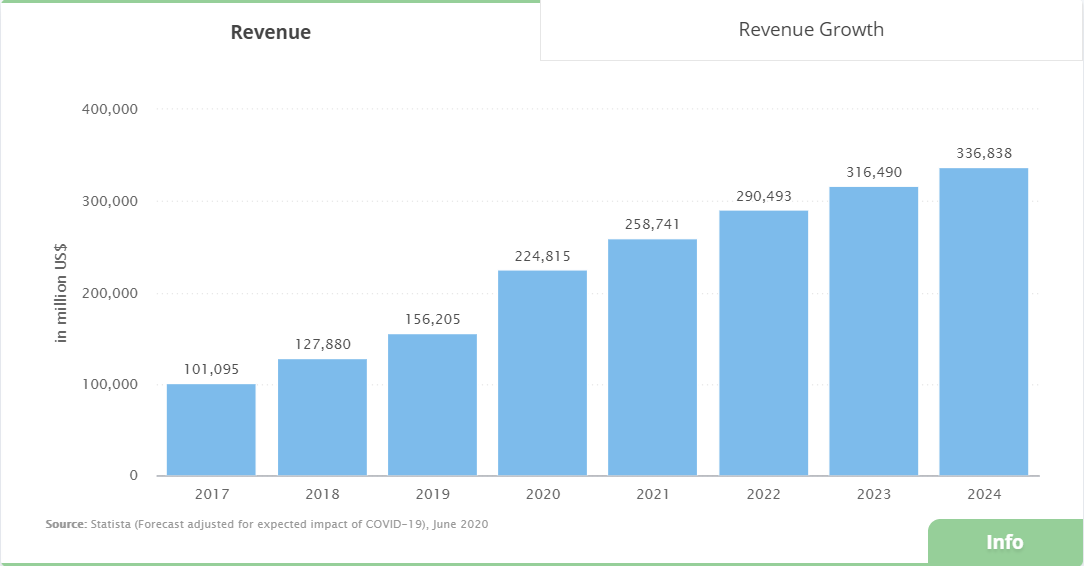 Revenue
Revenue Growth
400,000
300,000
200,000
100,000
0
in million US$
101,095
127,880
156,205
224,815
258,741
290,493
316,490
336,838
2017 2018 2019 2020 2021 2022 2023 2024
Source: Statista (Forecast adjusted for expected impact of COVID-19), June 2020
Info